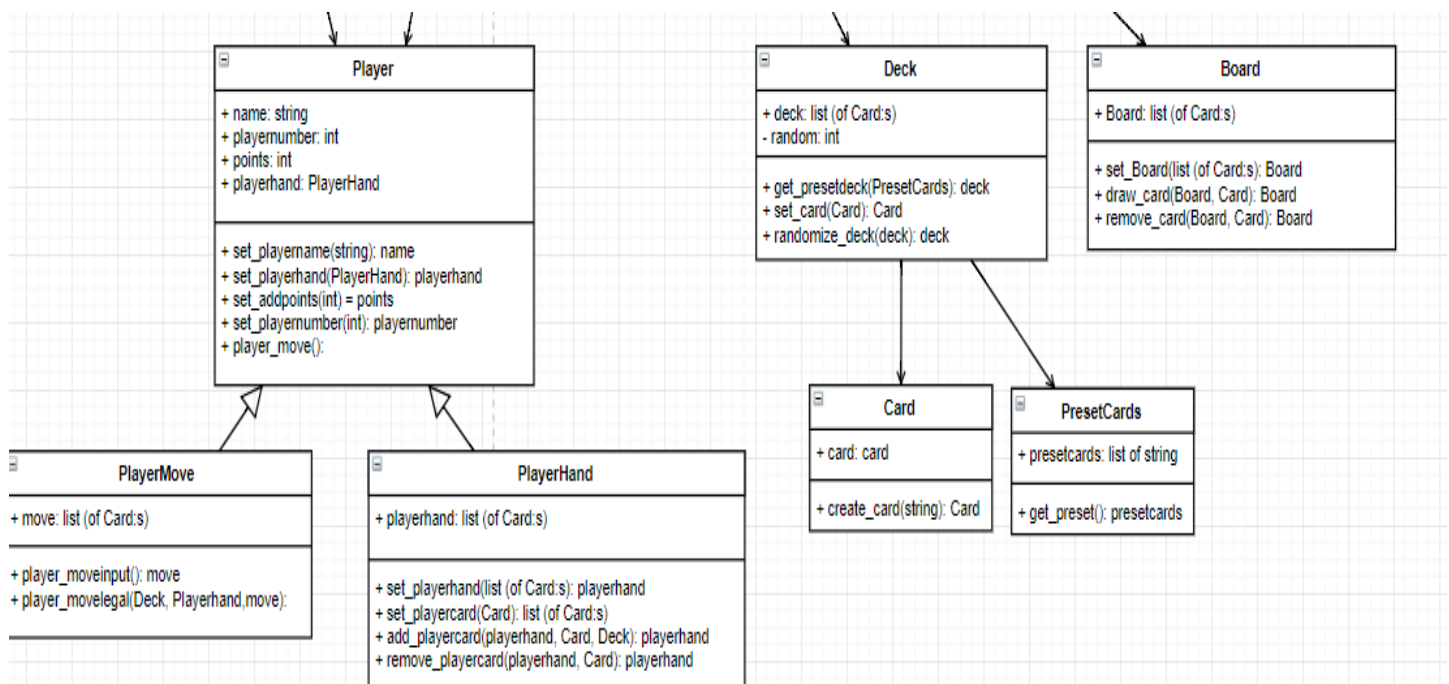 Player
+ name: string
+ playernumber: int
+ points: int
+ playerhand: PlayerHand
+ set_playername(string): name
+ set_playerhand(PlayerHand): playerhand
+ set_addpoints(int) = points
+ set_playernumber(int): playernumber
+ player_move():
Deck
+ deck: list (of Card:s)
- random: int
+ get_presetdeck(PresetCards): deck
+ set_card(Card): Card
+ randomize_deck(deck): deck
Board
+ Board: list (of Card:s)
+ set_Board(list (of Card:s): Board
+ draw_card(Board, Card): Board
+ remove_card(Board, Card): Board
PlayerMove
+ move: list (of Card:s)
+ player_moveinput(): move
+ player_movelegal(Deck, Playerhand,move):
PlayerHand
+ playerhand: list (of Card:s)
+ set_playerhand(list (of Card:s): playerhand
+ set_playercard(Card): list (of Card:s)
+ add_playercard(playerhand, Card, Deck): playerhand
+ remove_playercard(playerhand, Card): playerhand
Card
+ card: card
+ create_card(string): Card
PresetCards
+ presetcards: list of string
+ get_preset(): presetcards